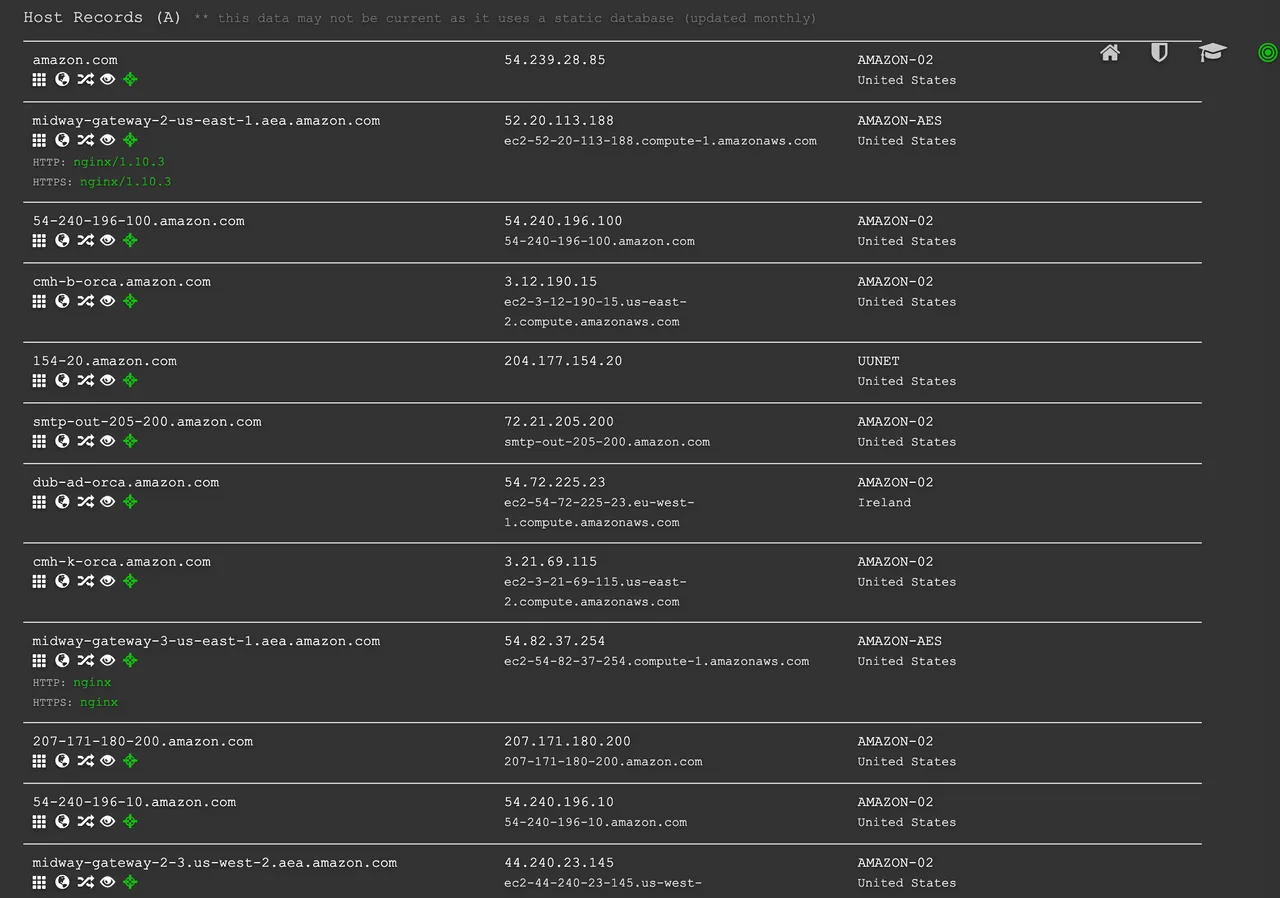 Host Records (A) ** this data may not be current as it uses a static database (updated monthly)
amazon.com 54.239.28.85 AMAZON-02
United States
midway-gateway-2-us-east-1.aea.amazon.com 52.20.113.188 AMAZON-AES
ec2-52-20-113-188.compute-1.amazonaws.com United States
HTTP: nginx/1.10.3
HTTPS: nginx/1.10.3
54-240-196-100.amazon.com 54.240.196.100 AMAZON-02
54-240-196-100.amazon.com United States
cmh-b-orca.amazon.com 3.12.190.15 AMAZON-02
ec2-3-12-190-15.us-east- United States
2.compute.amazonaws.com
154-20.amazon.com 204.177.154.20 UUNET
United States
smtp-out-205-200.amazon.com 72.21.205.200 AMAZON-02
smtp-out-205-200.amazon.com United States
dub-ad-orca.amazon.com 54.72.225.23 AMAZON-02
ec2-54-72-225-23.eu-west- Ireland
1.compute.amazonaws.com
cmh-k-orca.amazon.com 3.21.69.115 AMAZON-02
ec2-3-21-69-115.us-east- United States
2.compute.amazonaws.com
midway-gateway-3-us-east-1.aea.amazon.com 54.82.37.254 AMAZON-AES
ec2-54-82-37-254.compute-1.amazonaws.com United States
HTTP: nginx
HTTPS: nginx
207-171-180-200.amazon.com 207.171.180.200 AMAZON-02
207-171-180-200.amazon.com United States
54-240-196-10.amazon.com 54.240.196.10 AMAZON-02
54-240-196-10.amazon.com United States
midway-gateway-2-3.us-west-2.aea.amazon.com 44.240.23.145 AMAZON-02
ec2-44-240-23-145.us-west- United States